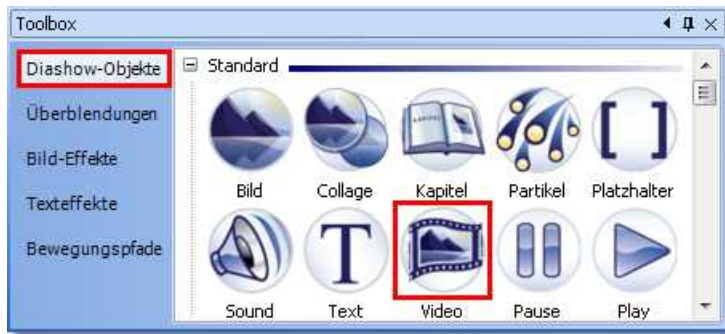 Toolbox
Diashow-Objekte
Überblendungen
Bild-Effekte
Texteffekte
Bewegungspfade
Standard
Bild Collage Kapitel Partikel Platzhalter
Sound Text Video Pause Play